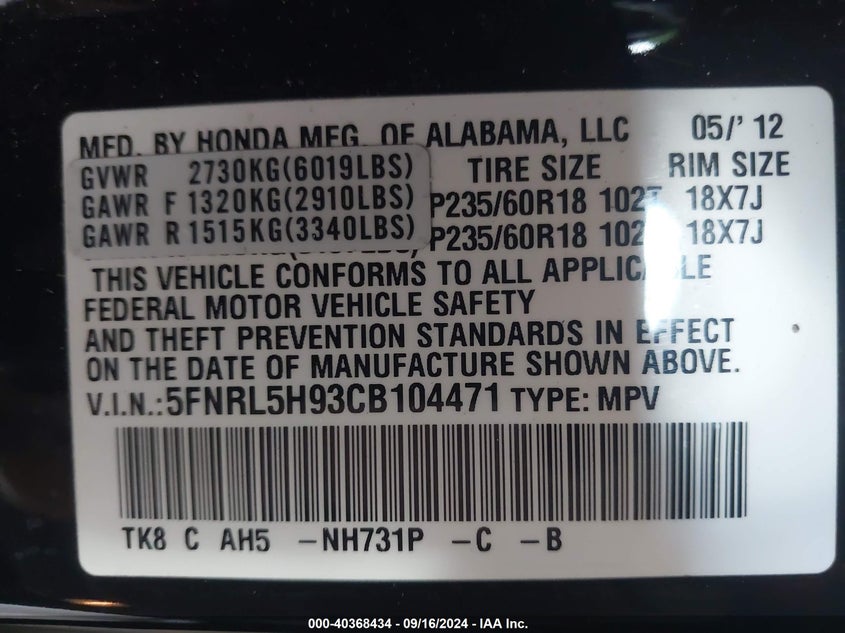 MFD. BY HONDA MFG. OF ALABAMA, LLC 05/' 12
GVWR 2730KG(6019LBS) TIRE SIZE RIM SIZE
GAWR F 1320KG(2910LBS) P235/60R18 102T 18X7J
GAWR R 1515KG(3340LBS) P235/60R18 102 18X7J
THIS VEHICLE CONFORMS TO ALL APPLICABLE
FEDERAL MOTOR VEHICLE SAFETY
AND THEFT PREVENTION STANDARDS IN EFFECT
ON THE DATE OF MANUFACTURE SHOWN ABOVE.
V.I.N.:5FNRL5H93CB104471 TYPE: MPV
TK8 C AH5 -NH731P -C -B
000-40368434 - 09/16/2024 - IAA Inc.